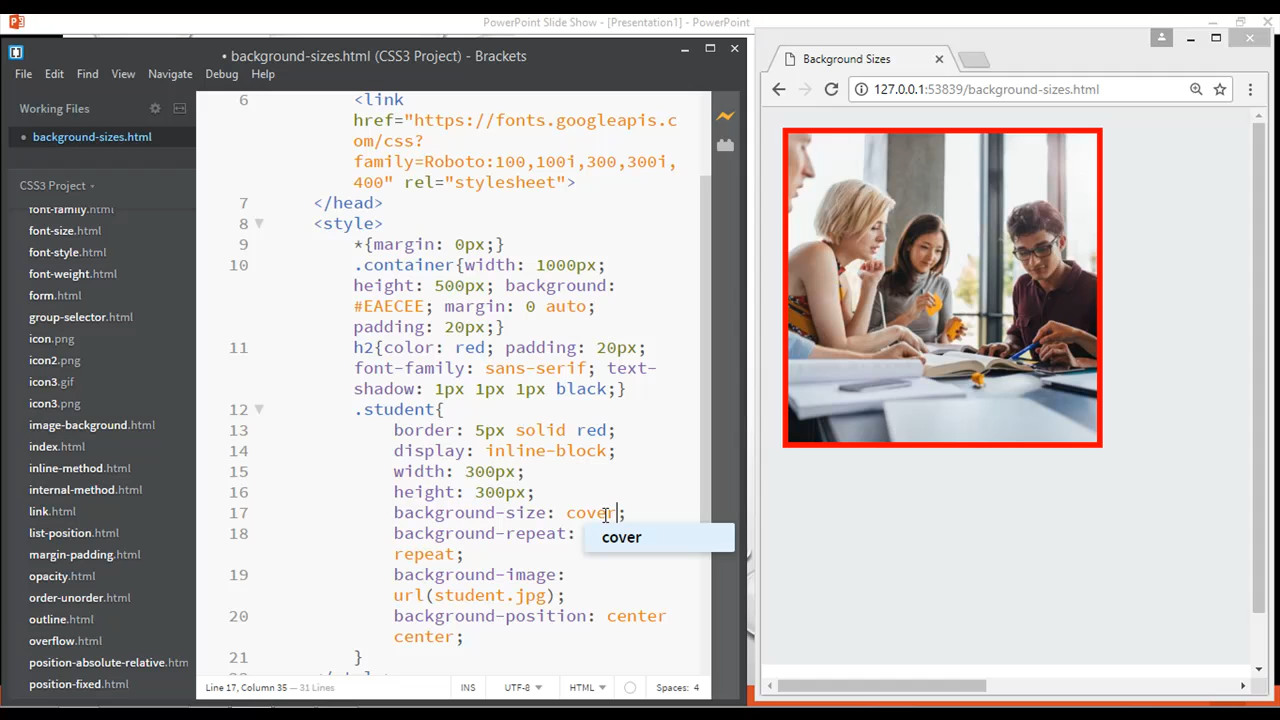 PowerPoint Slide Show - [Presentation1] - PowerPoint
• background-sizes.html (CSS3 Project) - Brackets
File Edit Find View Navigate Debug Help
Working Files
background-sizes.html
CSS3 Project
font-family.html
font-size.html
font-style.html
font-weight.html
form.html
group-selector.html
icon.png
icon2.png
icon3.gif
icon3.png
image-background.html
index.html
inline-method.html
internal-method.html
link.html
list-position.html
margin-padding.html
opacity.html
order-unorder.html
outline.html
overflow.html
position-absolute-relative.htm
position-fixed.html
6 <link
href="https://fonts.googleapis.c
om/css?
family=Roboto:100,100i,300,300i,
400" rel="stylesheet">
7 </head>
8 <style>
9 *{margin: 0px;}
10 .container{width: 1000px;
height: 500px; background:
#EAECEE; margin: 0 auto;
padding: 20px;}
11 h2{color: red; padding: 20px;
font-family: sans-serif; text-
shadow: 1px 1px 1px black;}
12 .student{
13 border: 5px solid red;
14 display: inline-block;
15 width: 300px;
16 height: 300px;
17 background-size: cover;
cover
18 background-repeat:
repeat;
19 background-image:
url(student.jpg);
20 background-position: center
center;
21 }
Line 17, Column 35 — 31 Lines
INS UTF-8 HTML Spaces: 4
Background Sizes
127.0.0.1:53839/background-sizes.html